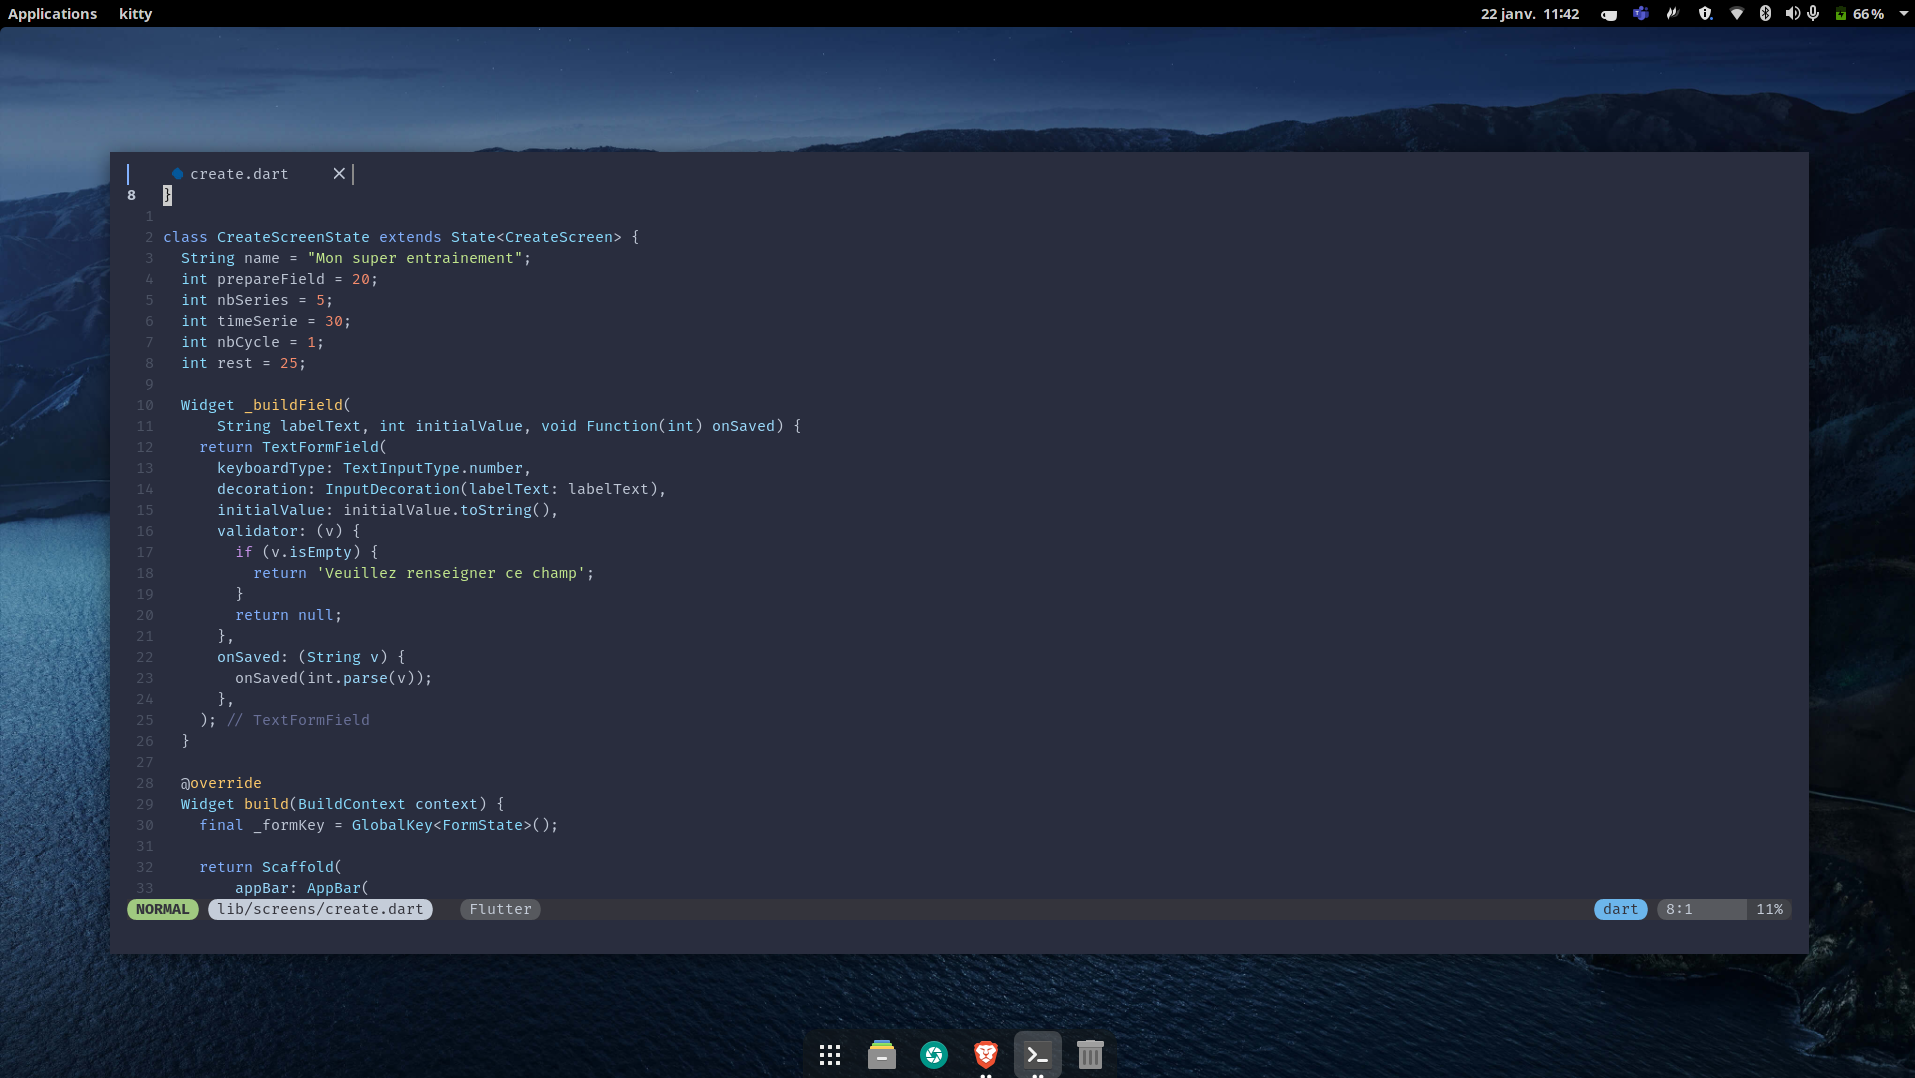 Applications kitty 22 janv. 11:42 66%
create.dart
8 }
1
2 class CreateScreenState extends State<CreateScreen> {
3 String name = "Mon super entrainement";
4 int prepareField = 20;
5 int nbSeries = 5;
6 int timeSerie = 30;
7 int nbCycle = 1;
8 int rest = 25;
9
10 Widget _buildField(
11 String labelText, int initialValue, void Function(int) onSaved) {
12 return TextFormField(
13 keyboardType: TextInputType.number,
14 decoration: InputDecoration(labelText: labelText),
15 initialValue: initialValue.toString(),
16 validator: (v) {
17 if (v.isEmpty) {
18 return 'Veuillez renseigner ce champ';
19 }
20 return null;
21 },
22 onSaved: (String v) {
23 onSaved(int.parse(v));
24 },
25 ); // TextFormField
26 }
27
28 @override
29 Widget build(BuildContext context) {
30 final _formKey = GlobalKey<FormState>();
31
32 return Scaffold(
33 appBar: AppBar(
NORMAL lib/screens/create.dart Flutter dart 8:1 11%